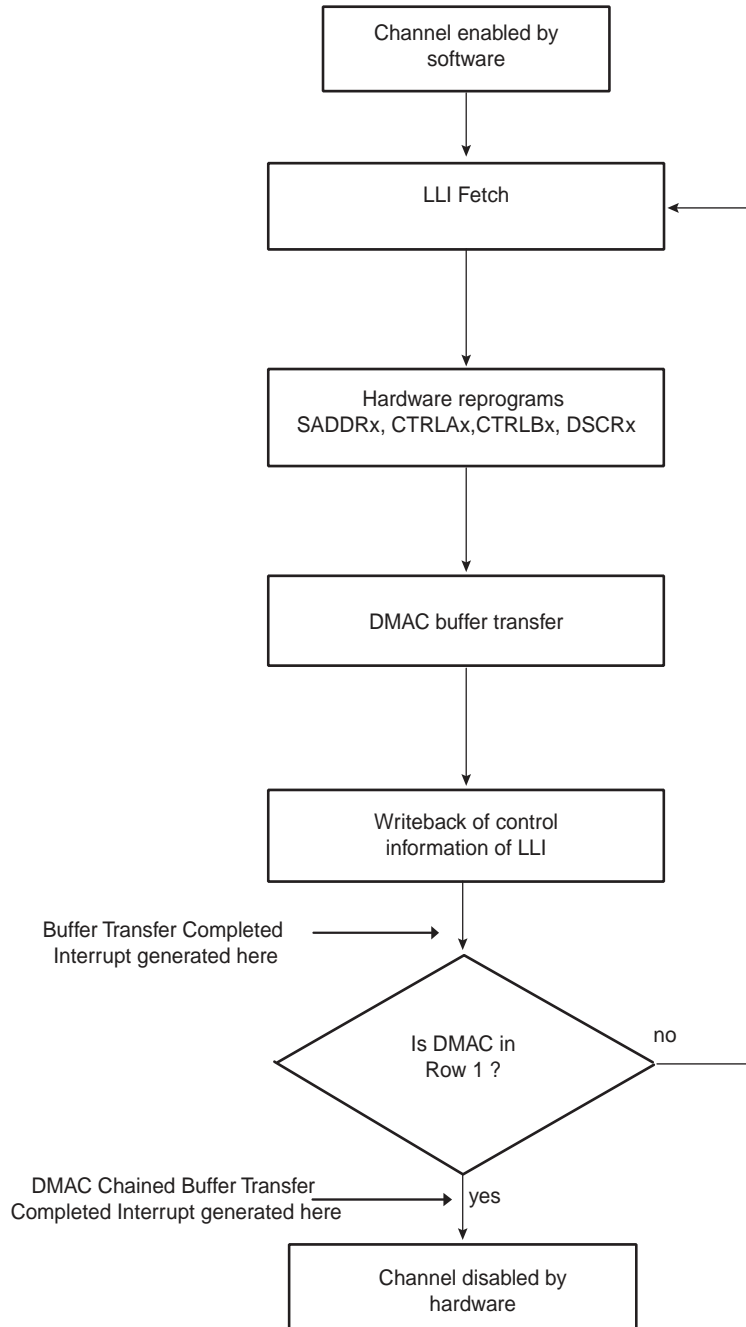 Channel enabled by
software
LLI Fetch
Hardware reprograms
SADDRx, CTRLAx,CTRLBx, DSCRx
DMAC buffer transfer
Writeback of control
information of LLI
Buffer Transfer Completed
Interrupt generated here
Is DMAC in
Row 1 ?
no
DMAC Chained Buffer Transfer
Completed Interrupt generated here
yes
Channel disabled by
hardware